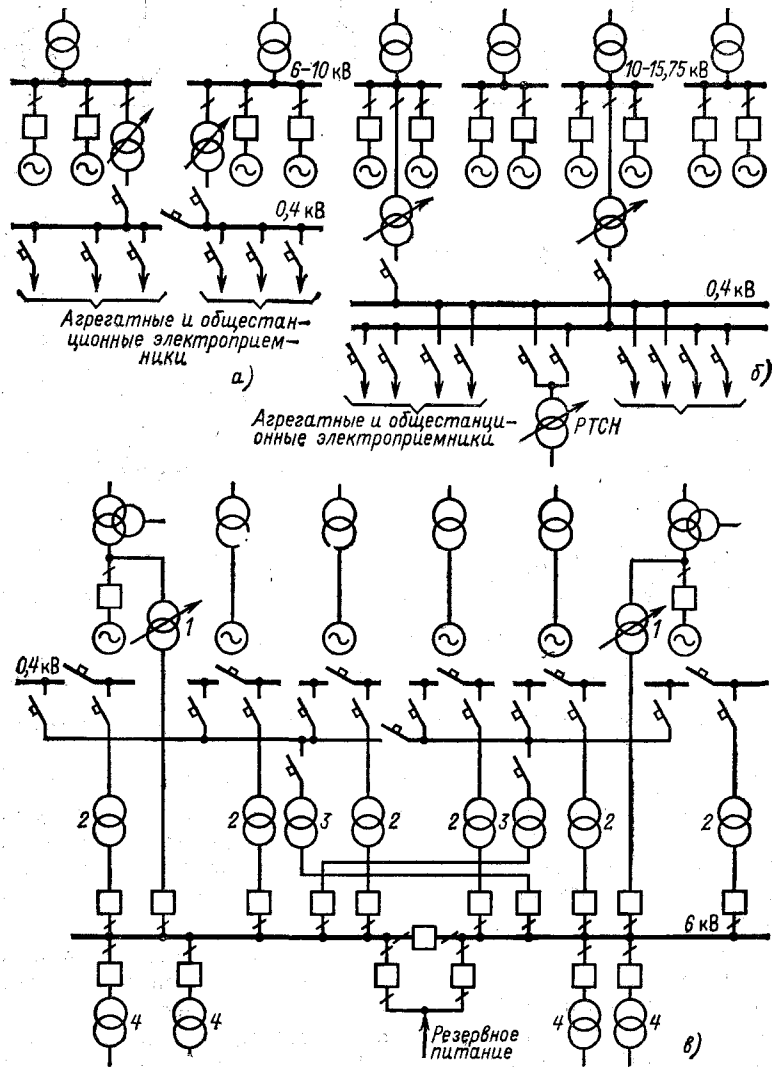 6–10 кВ
10–15,75 кВ
0,4 кВ
0,4 кВ
Агрегатные и общестан–
ционные электроприем–
ники
а)
б)
Агрегатные и общестанци–
онные электроприемники
РТСН
1
1
0,4 кВ
2
2
3
2
2
3
2
2
6 кВ
4
4
4
4
Резервное
питание
в)